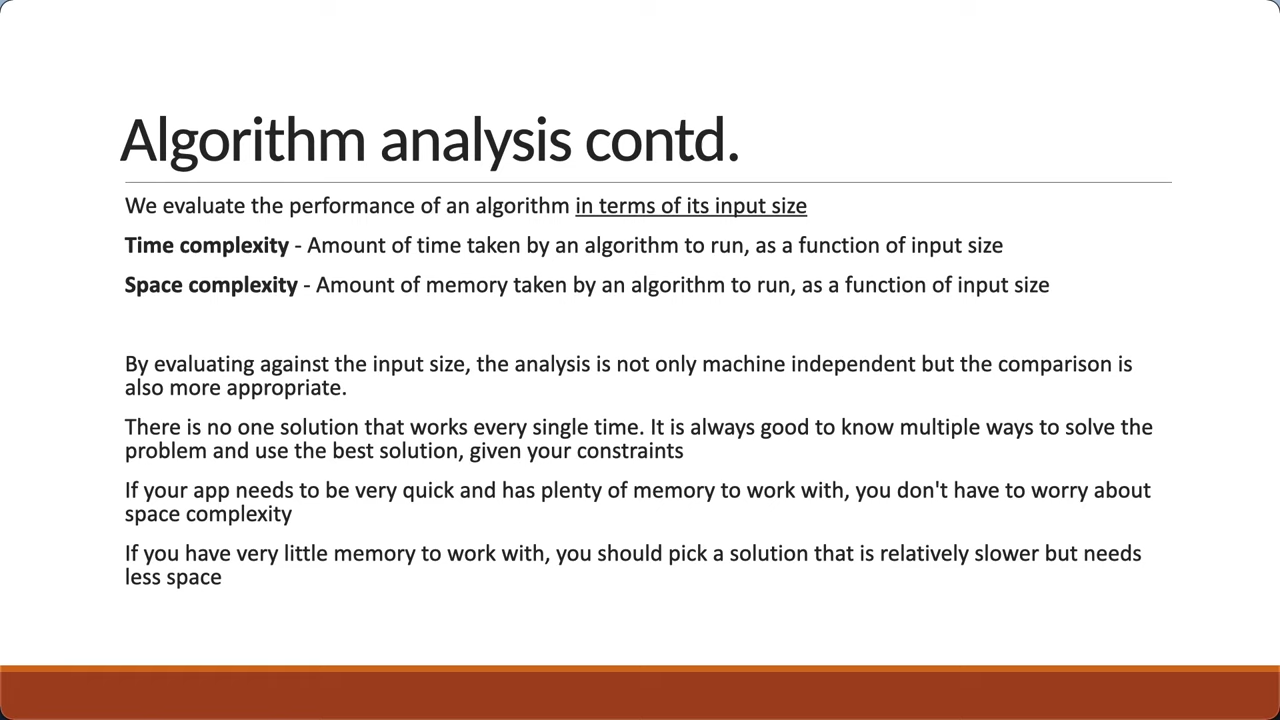 Algorithm analysis contd.
We evaluate the performance of an algorithm in terms of its input size
Time complexity - Amount of time taken by an algorithm to run, as a function of input size
Space complexity - Amount of memory taken by an algorithm to run, as a function of input size
By evaluating against the input size, the analysis is not only machine independent but the comparison is
also more appropriate.
There is no one solution that works every single time. It is always good to know multiple ways to solve the
problem and use the best solution, given your constraints
If your app needs to be very quick and has plenty of memory to work with, you don't have to worry about
space complexity
If you have very little memory to work with, you should pick a solution that is relatively slower but needs
less space